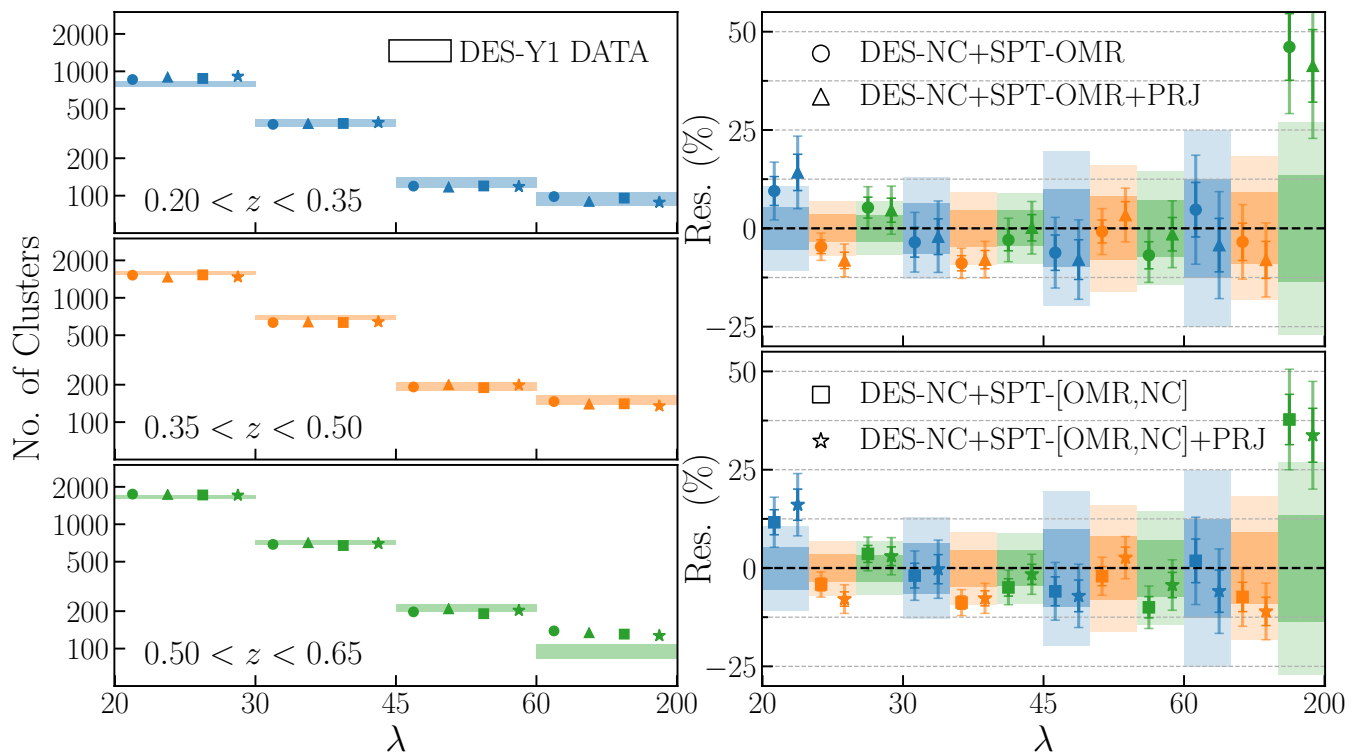 No. of Clusters
2000
1000
500
200
100
DES-Y1 DATA
0.20 < z < 0.35
2000
1000
500
200
100
0.35 < z < 0.50
2000
1000
500
200
100
0.50 < z < 0.65
20
30
45
60
200
λ
Res. (%)
50
25
0
−25
DES-NC+SPT-OMR
DES-NC+SPT-OMR+PRJ
Res. (%)
50
25
0
−25
DES-NC+SPT-[OMR,NC]
DES-NC+SPT-[OMR,NC]+PRJ
20
30
45
60
200
λ